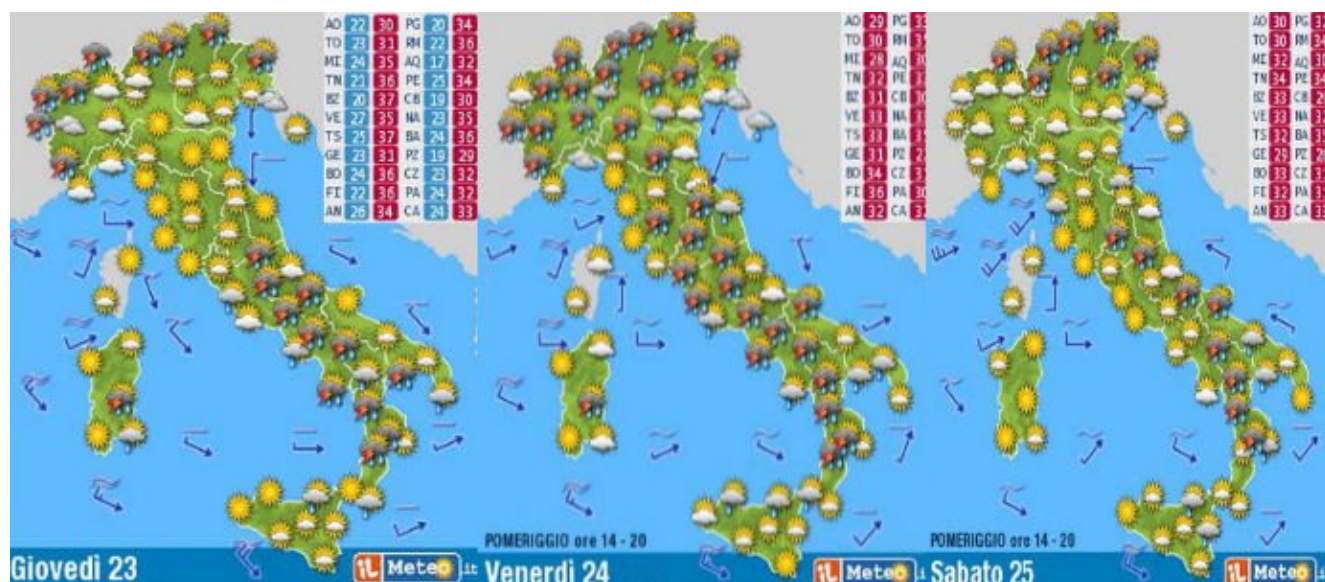 AO 22 30 PG 20 34
TO 23 31 RM 22 36
MI 24 35 AQ 17 32
TN 21 36 PE 25 34
BZ 20 37 CB 19 30
VE 27 35 NA 23 35
TS 25 37 BA 24 36
GE 23 31 PZ 19 29
BO 24 36 CZ 23 32
FI 22 36 PA 24 32
AN 26 34 CA 24 33
Giovedì 23
iL Meteo.it
AO 29 PG
TO 30 RM
MI 28 AQ
TN 32 PE
BZ 31 CB
VE 33 NA
TS 33 BA
GE 31 PZ
BO 34 CZ
FI 36 PA
AN 32 CA
POMERIGGIO ore 14 - 20
Venerdì 24
iL Meteo.i
AO 30 PG
TO 30 RM
MI 32 AQ
TN 34 PE
BZ 33 CB
VE 33 NA
TS 32 BA
GE 29 PZ
BO 33 CZ
FI 32 PA
AN 33 CA
POMERIGGIO ore 14 - 20
Sabato 25
iL Meteo.i